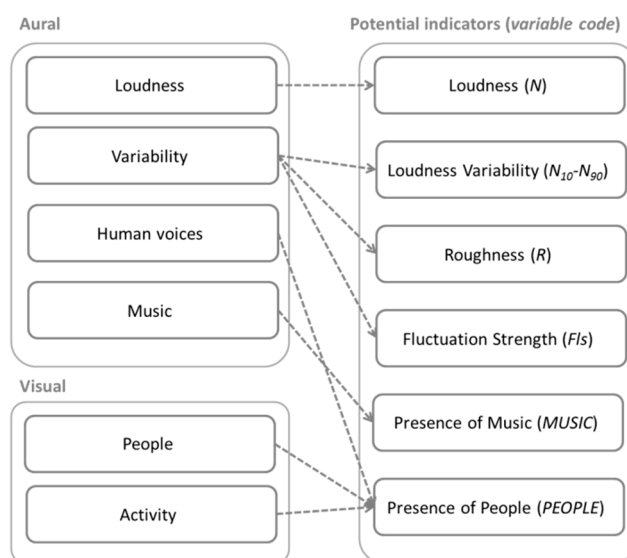 Aural
Loudness
Variability
Human voices
Music
Visual
People
Activity
Potential indicators (variable code)
Loudness (N)
Loudness Variability (N10-N90)
Roughness (R)
Fluctuation Strength (Fls)
Presence of Music (MUSIC)
Presence of People (PEOPLE)